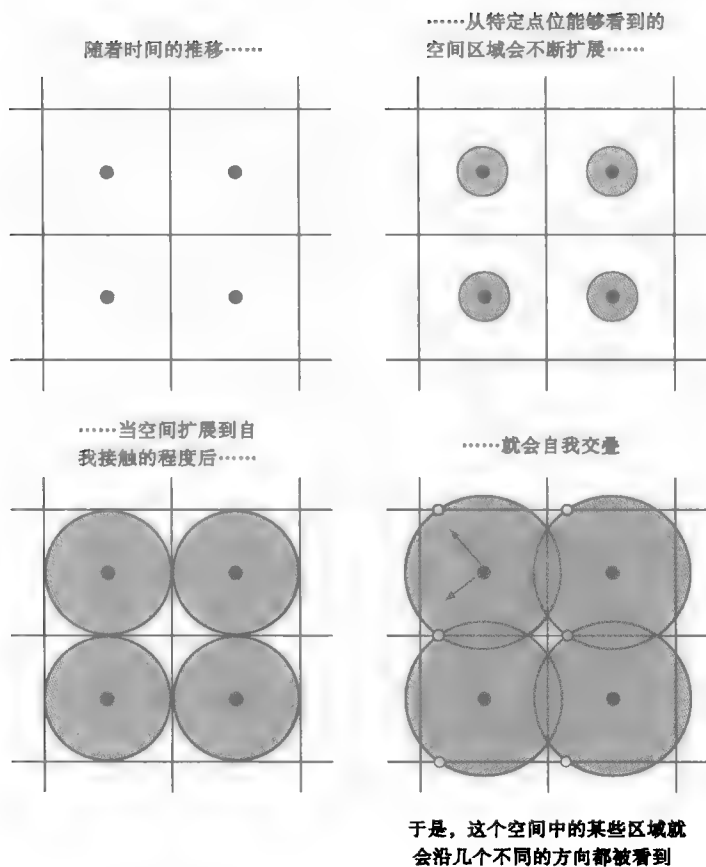 随着时间的推移……
……从特定点位能够看到的
空间区域会不断扩展……
……当空间扩展到自
我接触的程度后……
……就会自我交叠
于是，这个空间中的某些区域就
会沿几个不同的方向都被看到